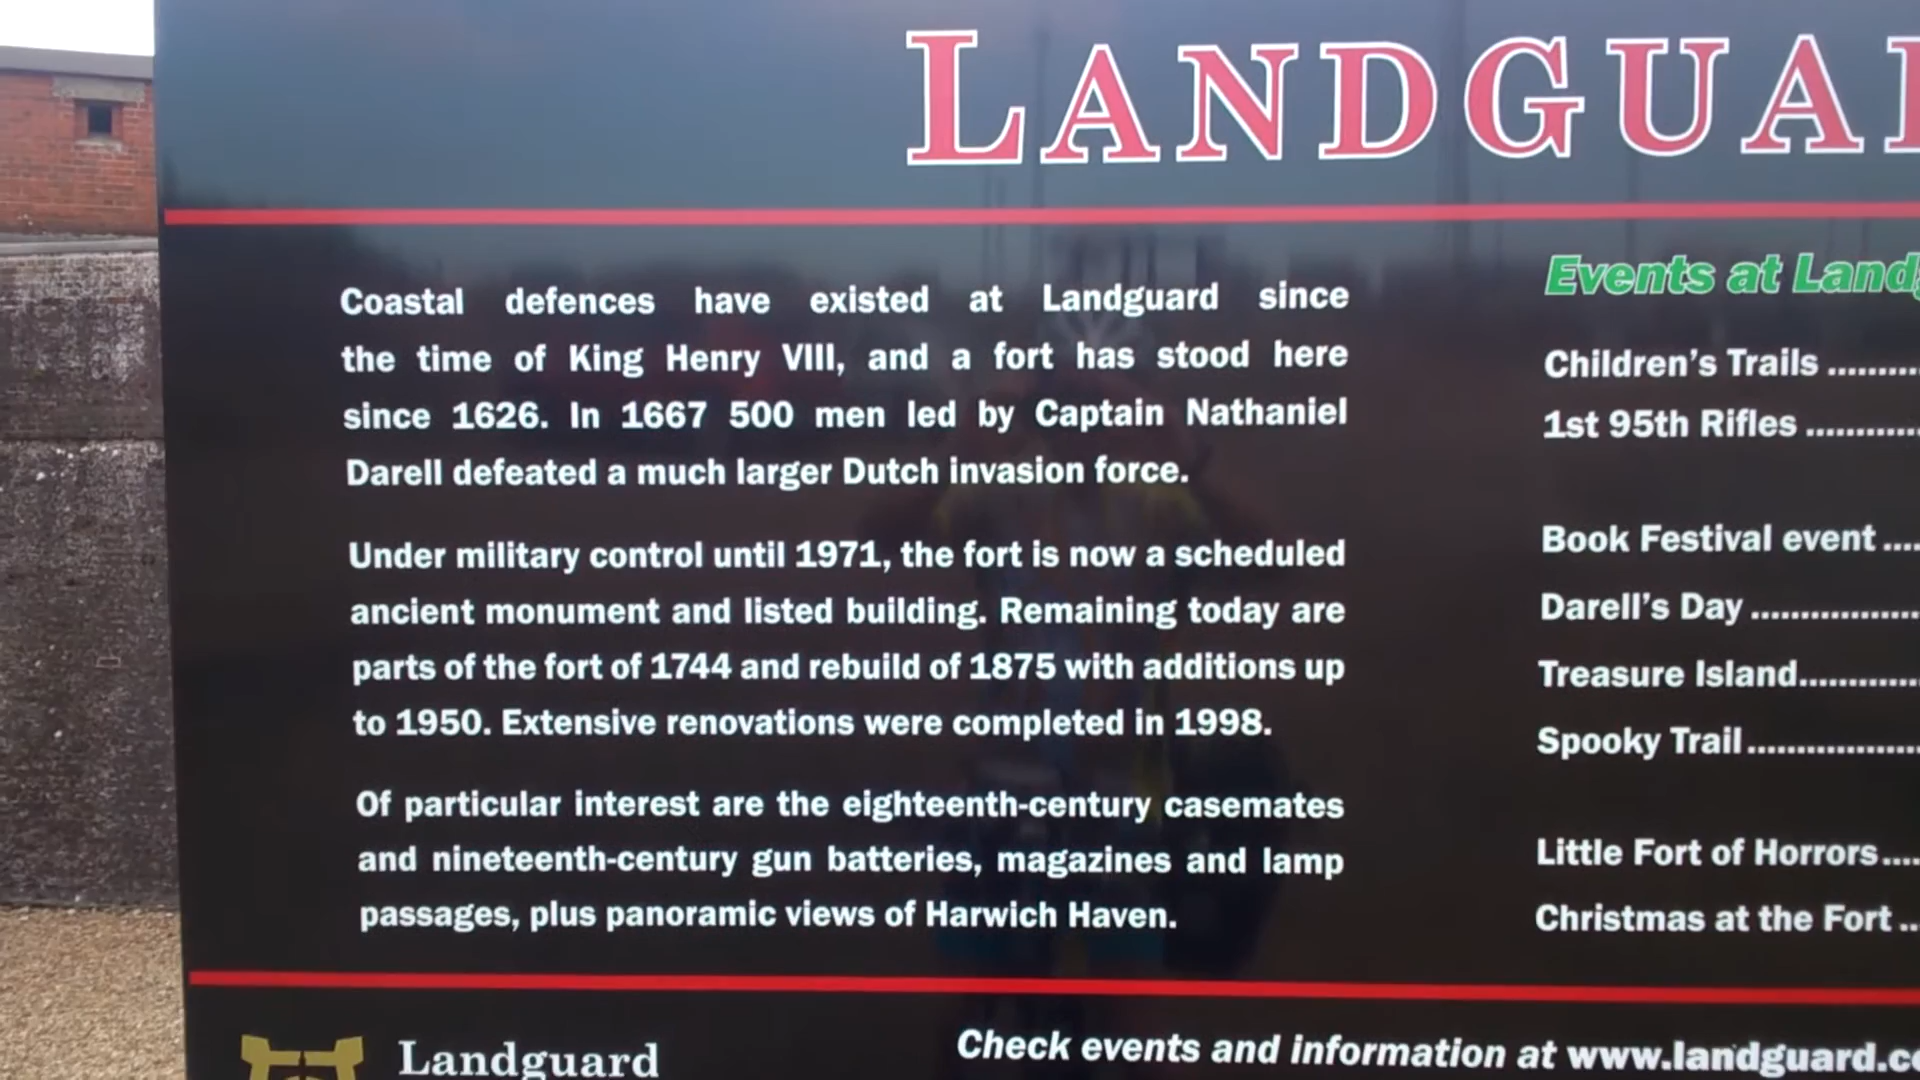 LANDGUA
Coastal defences have existed at Landguard since
the time of King Henry VIII, and a fort has stood here
since 1626. In 1667 500 men led by Captain Nathaniel
Darell defeated a much larger Dutch invasion force.
Under military control until 1971, the fort is now a scheduled
ancient monument and listed building. Remaining today are
parts of the fort of 1744 and rebuild of 1875 with additions up
to 1950. Extensive renovations were completed in 1998.
Of particular interest are the eighteenth-century casemates
and nineteenth-century gun batteries, magazines and lamp
passages, plus panoramic views of Harwich Haven.
Events at Land
Children's Trails ..........
1st 95th Rifles ............
Book Festival event ....
Darell's Day .................
Treasure Island............
Spooky Trail.................
Little Fort of Horrors....
Christmas at the Fort ..
Landguard
Check events and information at www.landguard.c